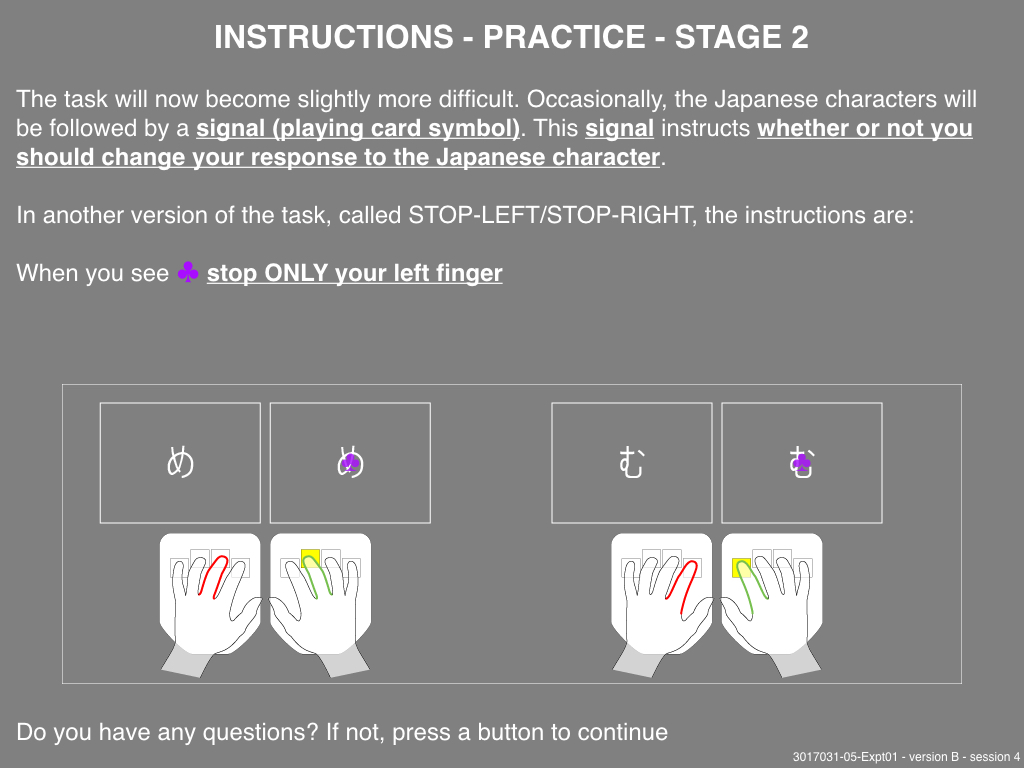 INSTRUCTIONS - PRACTICE - STAGE 2
The task will now become slightly more difficult. Occasionally, the Japanese characters will
be followed by a signal (playing card symbol). This signal instructs whether or not you
should change your response to the Japanese character.
In another version of the task, called STOP-LEFT/STOP-RIGHT, the instructions are:
When you see ♣ stop ONLY your left finger
め め む む
Do you have any questions? If not, press a button to continue
3017031-05-Expt01 - version B - session 4